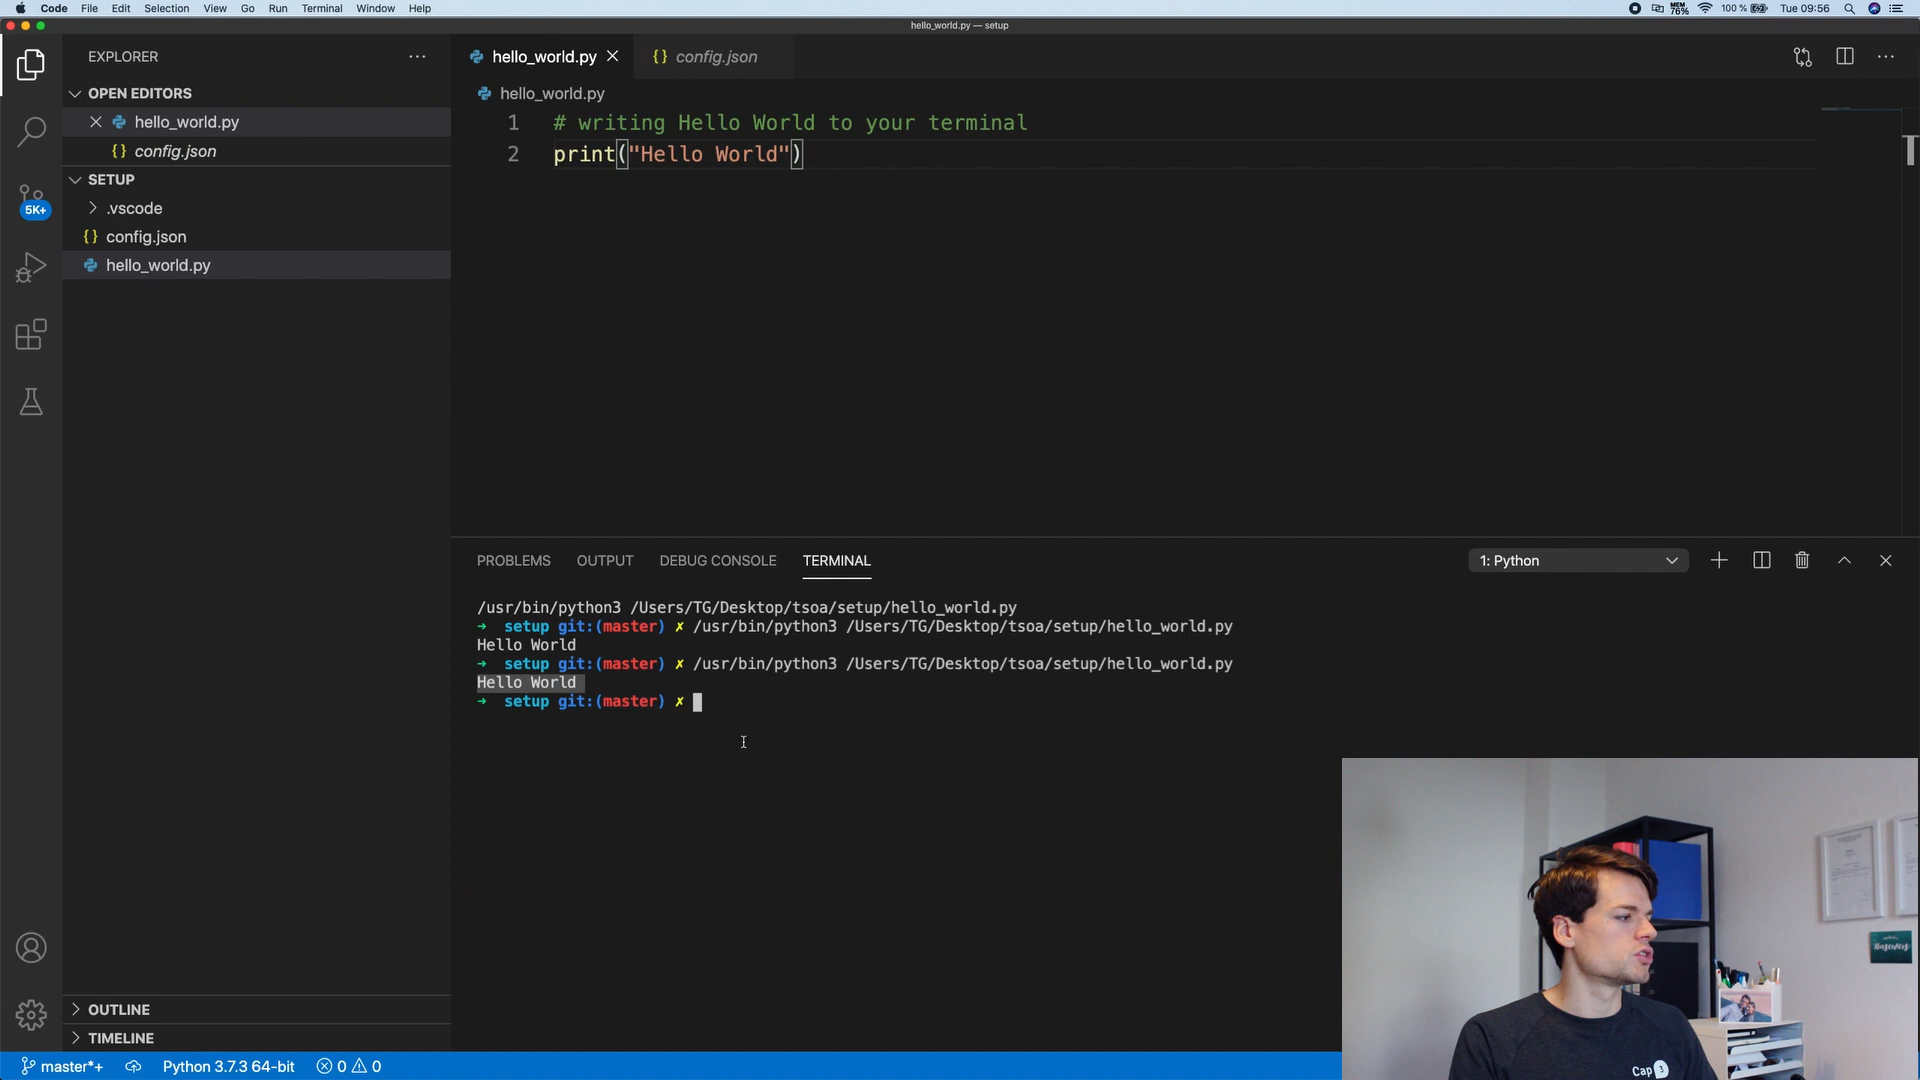 Code File Edit Selection View Go Run Terminal Window Help
MEM 76% 100 % Tue 09:56
hello_world.py — setup
EXPLORER
hello_world.py
config.json
OPEN EDITORS
hello_world.py
hello_world.py
1 # writing Hello World to your terminal
config.json
2 print("Hello World")
SETUP
.vscode
5K+
config.json
hello_world.py
PROBLEMS OUTPUT DEBUG CONSOLE TERMINAL
1: Python
/usr/bin/python3 /Users/TG/Desktop/tsoa/setup/hello_world.py
➜ setup git:(master) ✗ /usr/bin/python3 /Users/TG/Desktop/tsoa/setup/hello_world.py
Hello World
➜ setup git:(master) ✗ /usr/bin/python3 /Users/TG/Desktop/tsoa/setup/hello_world.py
Hello World
➜ setup git:(master) ✗
OUTLINE
TIMELINE
master*+ Python 3.7.3 64-bit 0 0
Cap 3